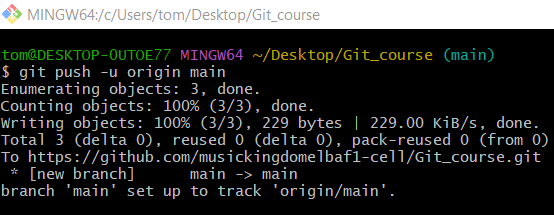 MINGW64:/c/Users/tom/Desktop/Git_course
tom@DESKTOP-OUTOE77 MINGW64 ~/Desktop/Git_course (main)
$ git push -u origin main
Enumerating objects: 3, done.
Counting objects: 100% (3/3), done.
Writing objects: 100% (3/3), 229 bytes | 229.00 KiB/s, done.
Total 3 (delta 0), reused 0 (delta 0), pack-reused 0 (from 0)
To https://github.com/musickingdomelbaf1-cell/Git_course.git
 * [new branch]      main -> main
branch 'main' set up to track 'origin/main'.